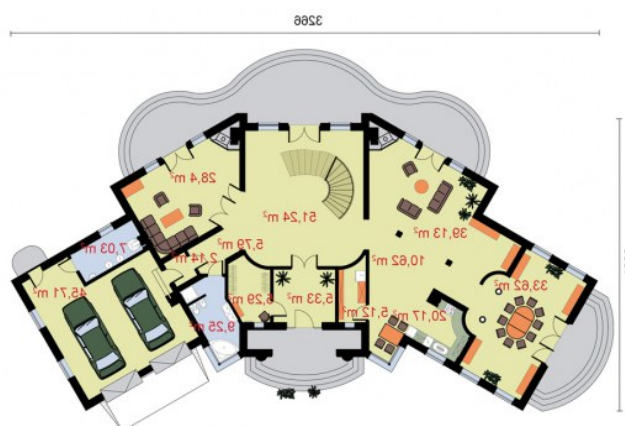 3266
28,4 m²
51,24 m²
39,13 m²
7,03 m²
5,79 m²
2,14 m²
10,62 m²
45,71 m²
33,62 m²
6,29 m²
5,33 m²
5,12 m²
20,17 m²
9,25 m²